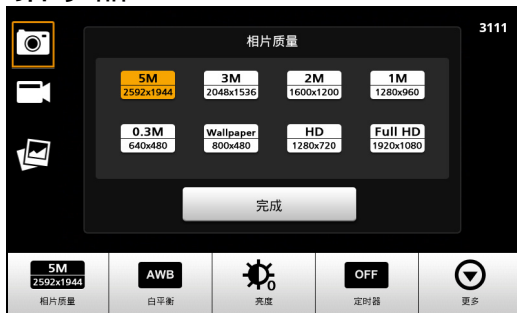 3111
相片质量
5M
2592x1944
3M
2048x1536
2M
1600x1200
1M
1280x960
0.3M
640x480
Wallpaper
800x480
HD
1280x720
Full HD
1920x1080
完成
5M
2592x1944
相片质量
AWB
白平衡
0
亮度
OFF
定时器
更多